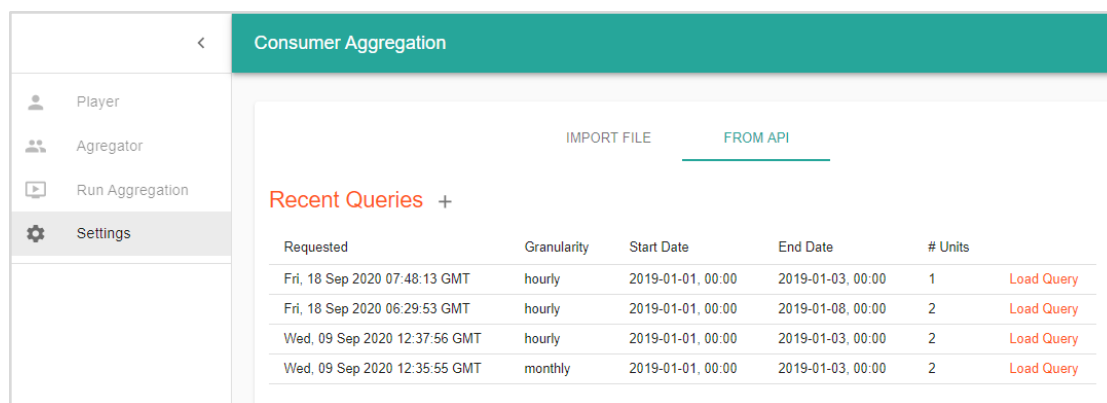 Consumer Aggregation
Player
Agregator
Run Aggregation
Settings
IMPORT FILE FROM API
Recent Queries +
Requested Granularity Start Date End Date # Units
Fri, 18 Sep 2020 07:48:13 GMT hourly 2019-01-01, 00:00 2019-01-03, 00:00 1 Load Query
Fri, 18 Sep 2020 06:29:53 GMT hourly 2019-01-01, 00:00 2019-01-08, 00:00 2 Load Query
Wed, 09 Sep 2020 12:37:56 GMT hourly 2019-01-01, 00:00 2019-01-03, 00:00 2 Load Query
Wed, 09 Sep 2020 12:35:55 GMT monthly 2019-01-01, 00:00 2019-01-03, 00:00 2 Load Query